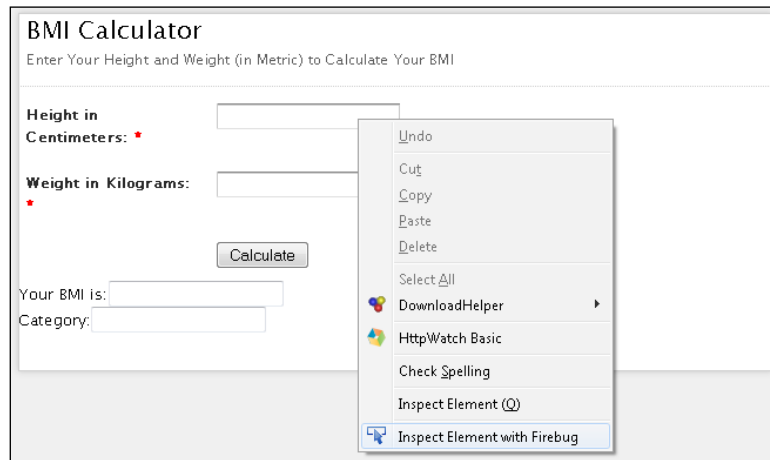 BMI Calculator
Enter Your Height and Weight (in Metric) to Calculate Your BMI
Height in
Centimeters: *
Weight in Kilograms:
*
Calculate
Your BMI is:
Category:
Undo
Cut
Copy
Paste
Delete
Select All
DownloadHelper
HttpWatch Basic
Check Spelling
Inspect Element (Q)
Inspect Element with Firebug